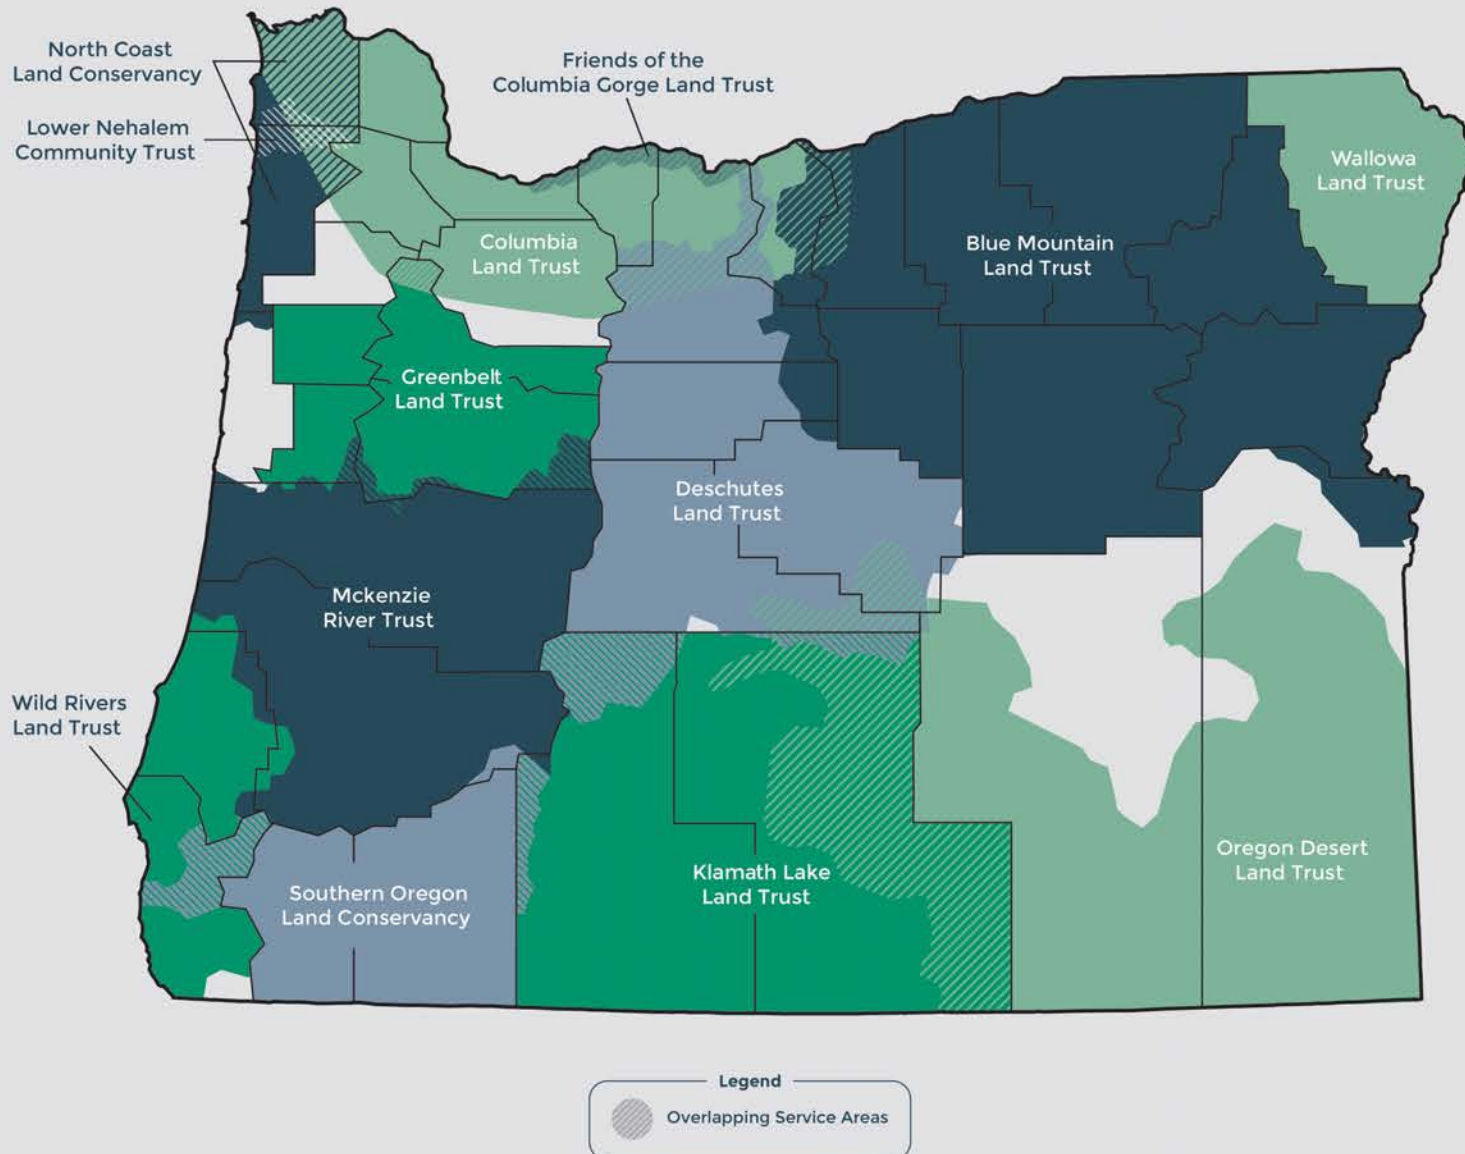 North Coast
Land Conservancy
Friends of the
Columbia Gorge Land Trust
Lower Nehalem
Community Trust
Wallowa
Land Trust
Columbia
Land Trust
Blue Mountain
Land Trust
Greenbelt
Land Trust
Deschutes
Land Trust
Mckenzie
River Trust
Wild Rivers
Land Trust
Klamath Lake
Land Trust
Oregon Desert
Land Trust
Southern Oregon
Land Conservancy
Legend
Overlapping Service Areas